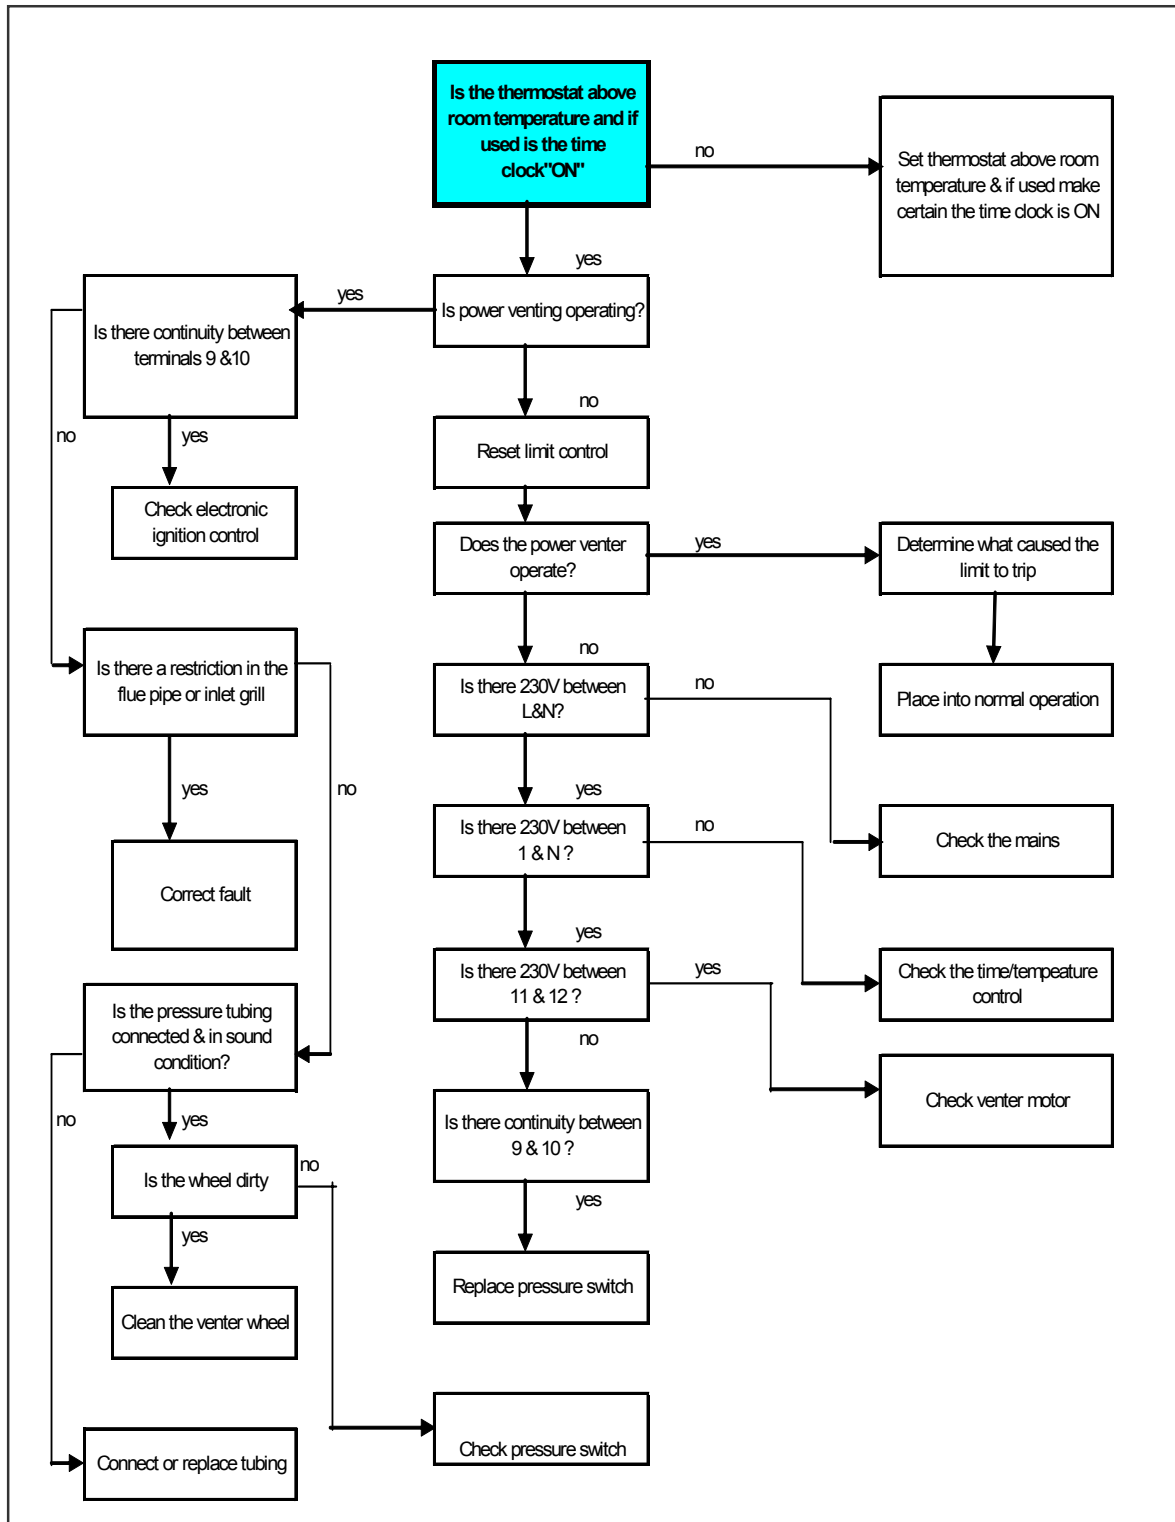 Is the thermostat above
room temperature and if
used is the time
clock"ON"
no
Set thermostat above room
temperature & if used make
certain the time clock is ON
yes
Is power venting operating?
yes
Is there continuity between
terminals 9 &10
no
yes
Check electronic
ignition control
no
Reset limit control
Does the power venter
operate?
yes
Determine what caused the
limit to trip
Place into normal operation
no
Is there 230V between
L&N?
no
Check the mains
yes
Is there 230V between
1 & N ?
no
Check the time/tempeature
control
yes
Is there 230V between
11 & 12 ?
yes
Check venter motor
no
Is there continuity between
9 & 10 ?
yes
Replace pressure switch
Is there a restriction in the
flue pipe or inlet grill
yes
no
Correct fault
Is the pressure tubing
connected & in sound
condition?
no
yes
Is the wheel dirty
no
yes
Clean the venter wheel
Check pressure switch
Connect or replace tubing